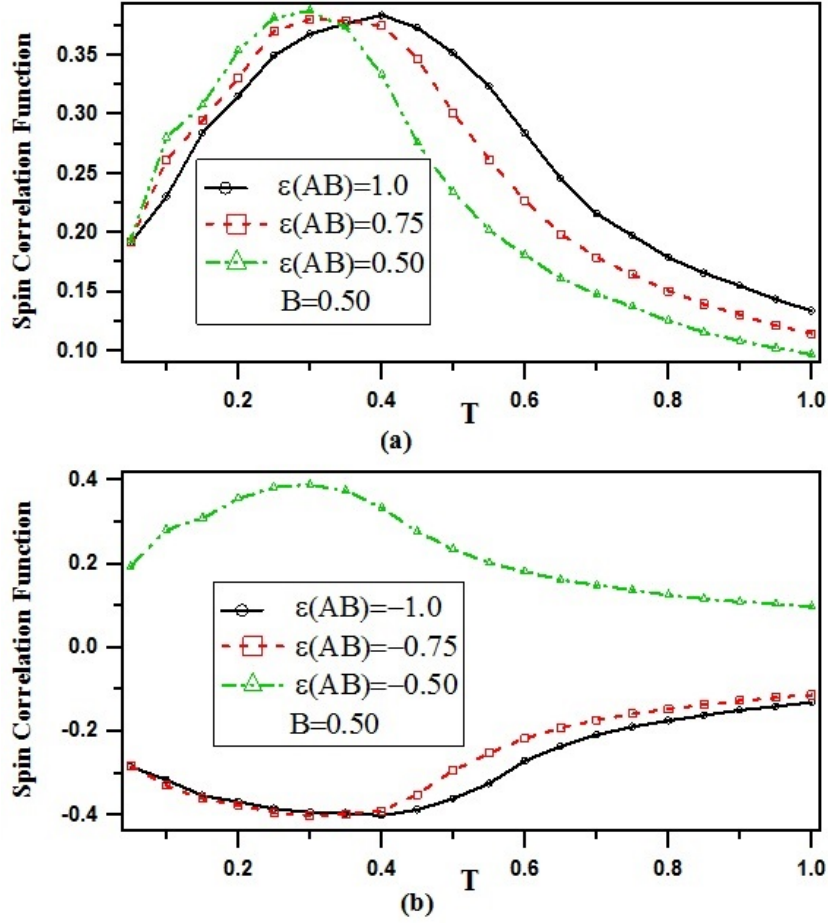 Spin Correlation Function
0.35
0.30
0.25
0.20
0.15
0.10
ε(AB)=1.0
ε(AB)=0.75
ε(AB)=0.50
B=0.50
0.2 0.4 0.6 0.8 1.0
T
(a)
Spin Correlation Function
0.4
0.2
0.0
-0.2
-0.4
ε(AB)=−1.0
ε(AB)=−0.75
ε(AB)=−0.50
B=0.50
0.2 0.4 0.6 0.8 1.0
T
(b)